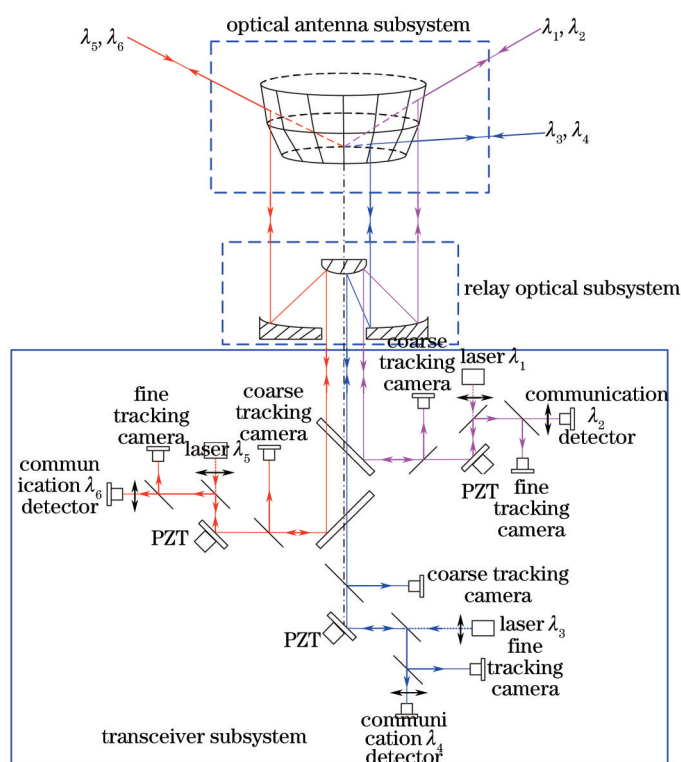 optical antenna subsystem
λ5, λ6
λ1, λ2
λ3, λ4
relay optical subsystem
coarse
tracking
camera
laser λ1
communication
λ2
detector
fine
tracking
camera
coarse
tracking
camera
laser λ5
commun
ication λ6
detector
PZT
PZT
fine
tracking
camera
coarse tracking
camera
laser λ3
PZT
fine
tracking
camera
communi
cation λ4
detector
transceiver subsystem